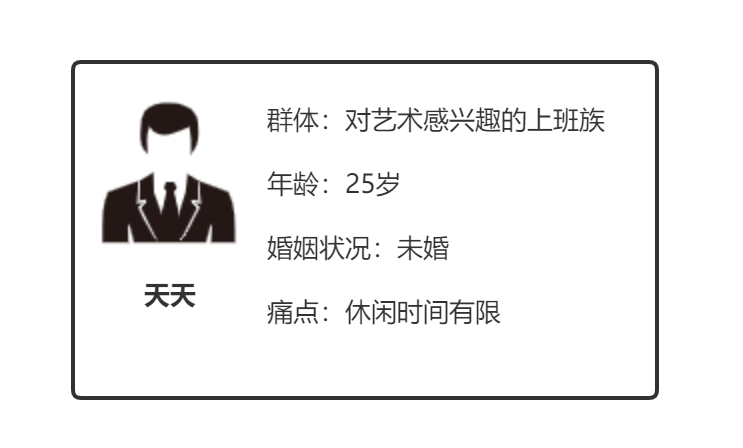 群体：对艺术感兴趣的上班族
年龄：25岁
婚姻状况：未婚
天天
痛点：休闲时间有限